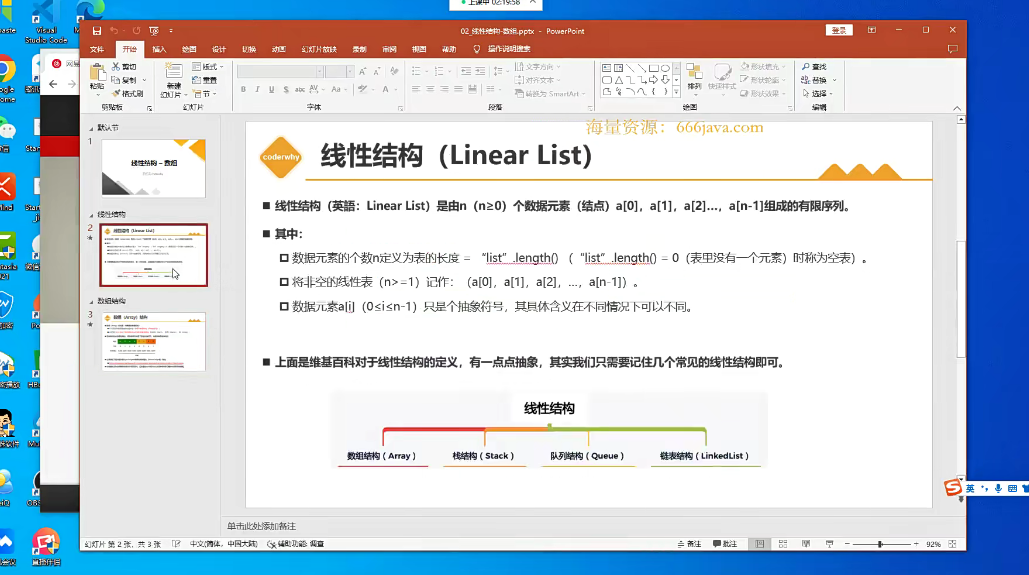 上课中 02:19:58
Visual
Studio Code
02_线性结构-数组.pptx - PowerPoint
登录
文件 开始 插入 绘图 设计 切换 动画 幻灯片放映 录制 审阅 视图 帮助 操作说明搜索
粘贴 剪切 复制 格式刷 剪贴板
新建 幻灯片 版式 重置 节 幻灯片
B I U S abc AV Aa A 字体
文字方向 对齐文本 转换为 SmartArt 段落
排列 快速样式 形状填充 形状轮廓 形状效果 绘图
查找 替换 选择 编辑
海量资源：666java.com
默认节
1
线性结构 – 数组
线性结构
2
线性结构（Linear List）
数组结构
3
数组（Array）结构
coderwhy
线性结构（Linear List）
线性结构（英語：Linear List）是由n（n≥0）个数据元素（结点）a[0]，a[1]，a[2]…，a[n-1]组成的有限序列。
其中：
数据元素的个数n定义为表的长度 = “list”.length() （“list”.length() = 0（表里没有一个元素）时称为空表）。
将非空的线性表（n>=1）记作：（a[0]，a[1]，a[2]，…，a[n-1]）。
数据元素a[i]（0≤i≤n-1）只是个抽象符号，其具体含义在不同情况下可以不同。
上面是维基百科对于线性结构的定义，有一点点抽象，其实我们只需要记住几个常见的线性结构即可。
线性结构
数组结构（Array） 栈结构（Stack） 队列结构（Queue） 链表结构（LinkedList）
英
单击此处添加备注
幻灯片 第 2 张，共 3 张 中文(简体，中国大陆) 辅助功能: 调查 备注 批注 92%